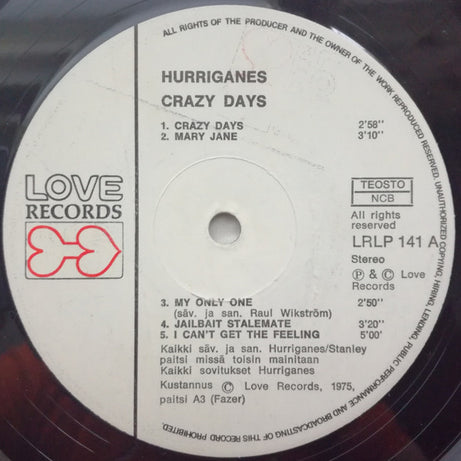 ALL RIGHTS OF THE PRODUCER AND THE OWNER OF THE WORK REPRODUCED RESERVED. UNAUTHORIZED COPYING, HIRING, LENDING, PUBLIC PERFORMANCE AND BROADCASTING OF THIS RECORD PROHIBITED.
HURRIGANES
CRAZY DAYS
1. CRAZY DAYS 2'58''
2. MARY JANE 3'10''
LOVE
RECORDS
TEOSTO
NCB
All rights
reserved
LRLP 141 A
Stereo
Ⓟ & © Love
Records
3. MY ONLY ONE 2'50''
(säv. ja san. Raul Wikström)
4. JAILBAIT STALEMATE 3'20''
5. I CAN'T GET THE FEELING 5'00'
Kaikki säv. ja san. Hurriganes/Stanley
paitsi missä toisin mainitaan
Kaikki sovitukset Hurriganes
Kustannus © Love Records, 1975,
paitsi A3 (Fazer)